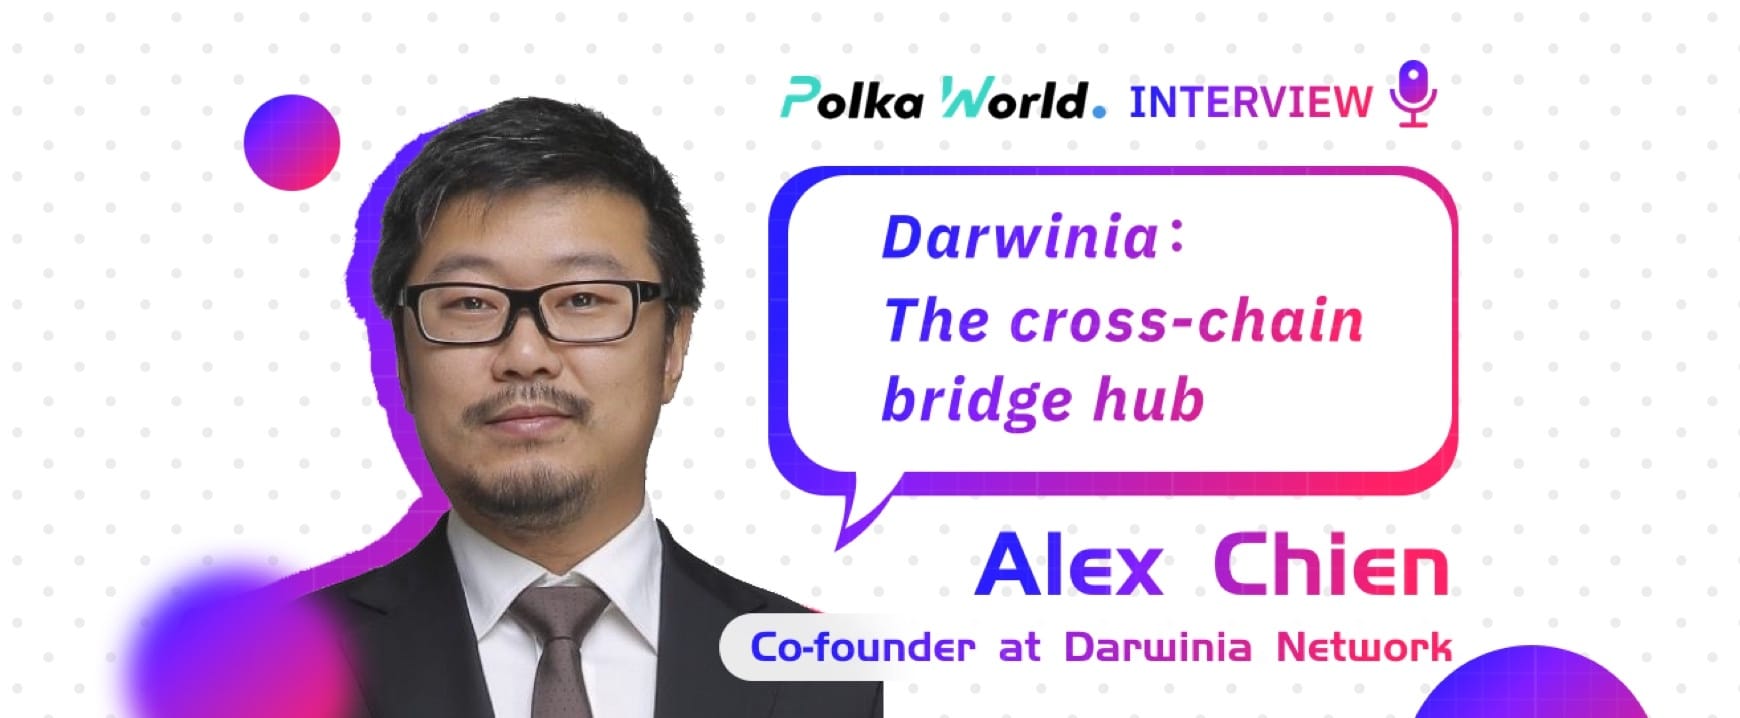 Polka World. INTERVIEW
Darwinia:
The cross-chain
bridge hub
Alex Chien
Co-founder at Darwinia Network